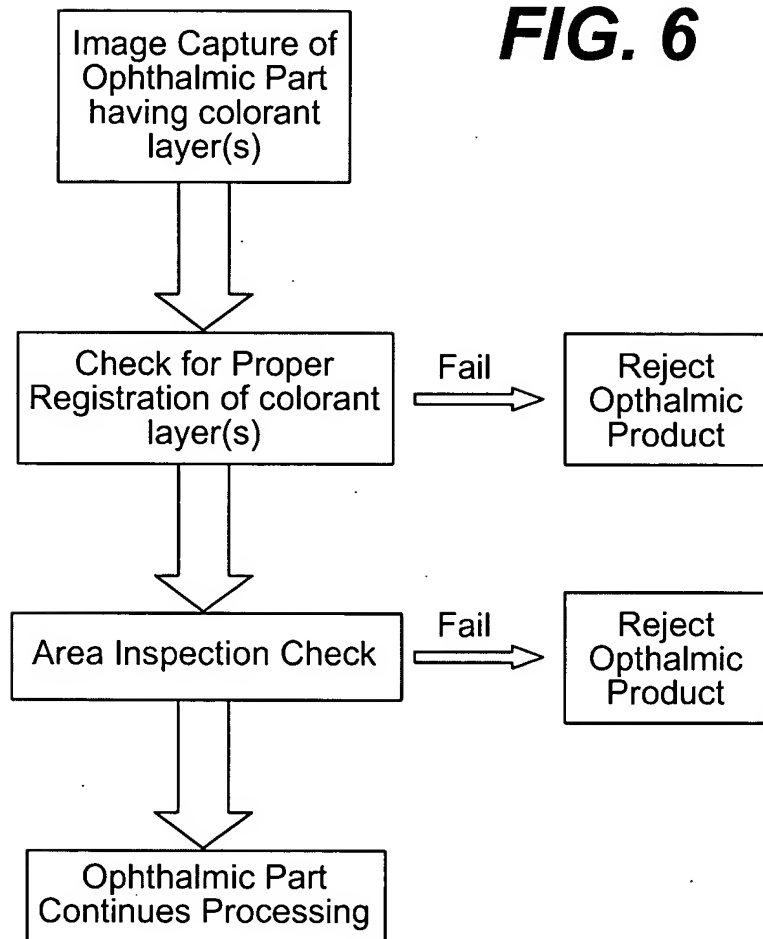 FIG. 6
Image Capture of
Ophthalmic Part
having colorant
layer(s)
Check for Proper
Registration of colorant
layer(s)
Fail
Reject
Opthalmic
Product
Area Inspection Check
Fail
Reject
Opthalmic
Product
Ophthalmic Part
Continues Processing